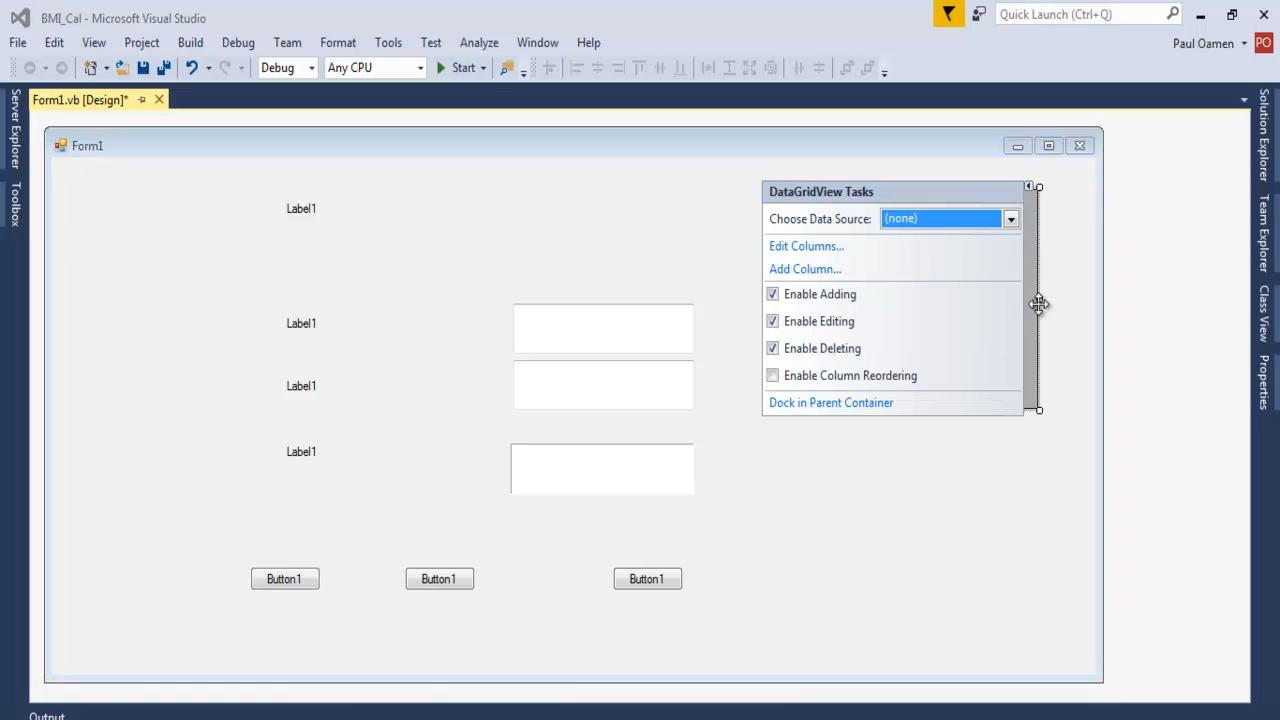 BMI_Cal - Microsoft Visual Studio
Quick Launch (Ctrl+Q)
File Edit View Project Build Debug Team Format Tools Test Analyze Window Help
Paul Oamen PO
Debug Any CPU Start
Form1.vb [Design]*
Server Explorer
Toolbox
Form1
Label1
Label1
Label1
Label1
Button1 Button1 Button1
DataGridView Tasks
Choose Data Source: (none)
Edit Columns...
Add Column...
Enable Adding
Enable Editing
Enable Deleting
Enable Column Reordering
Dock in Parent Container
Solution Explorer
Team Explorer
Class View
Properties
Output